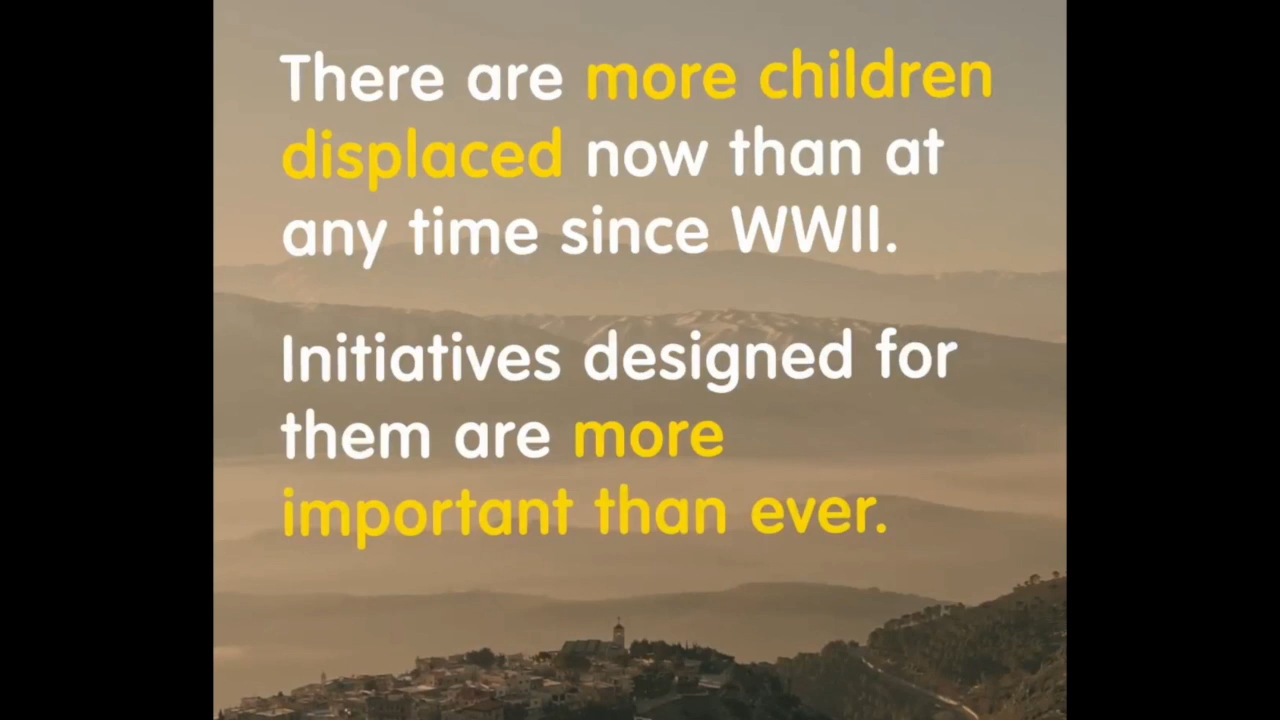 There are more children
displaced now than at
any time since WWII.
Initiatives designed for
them are more
important than ever.